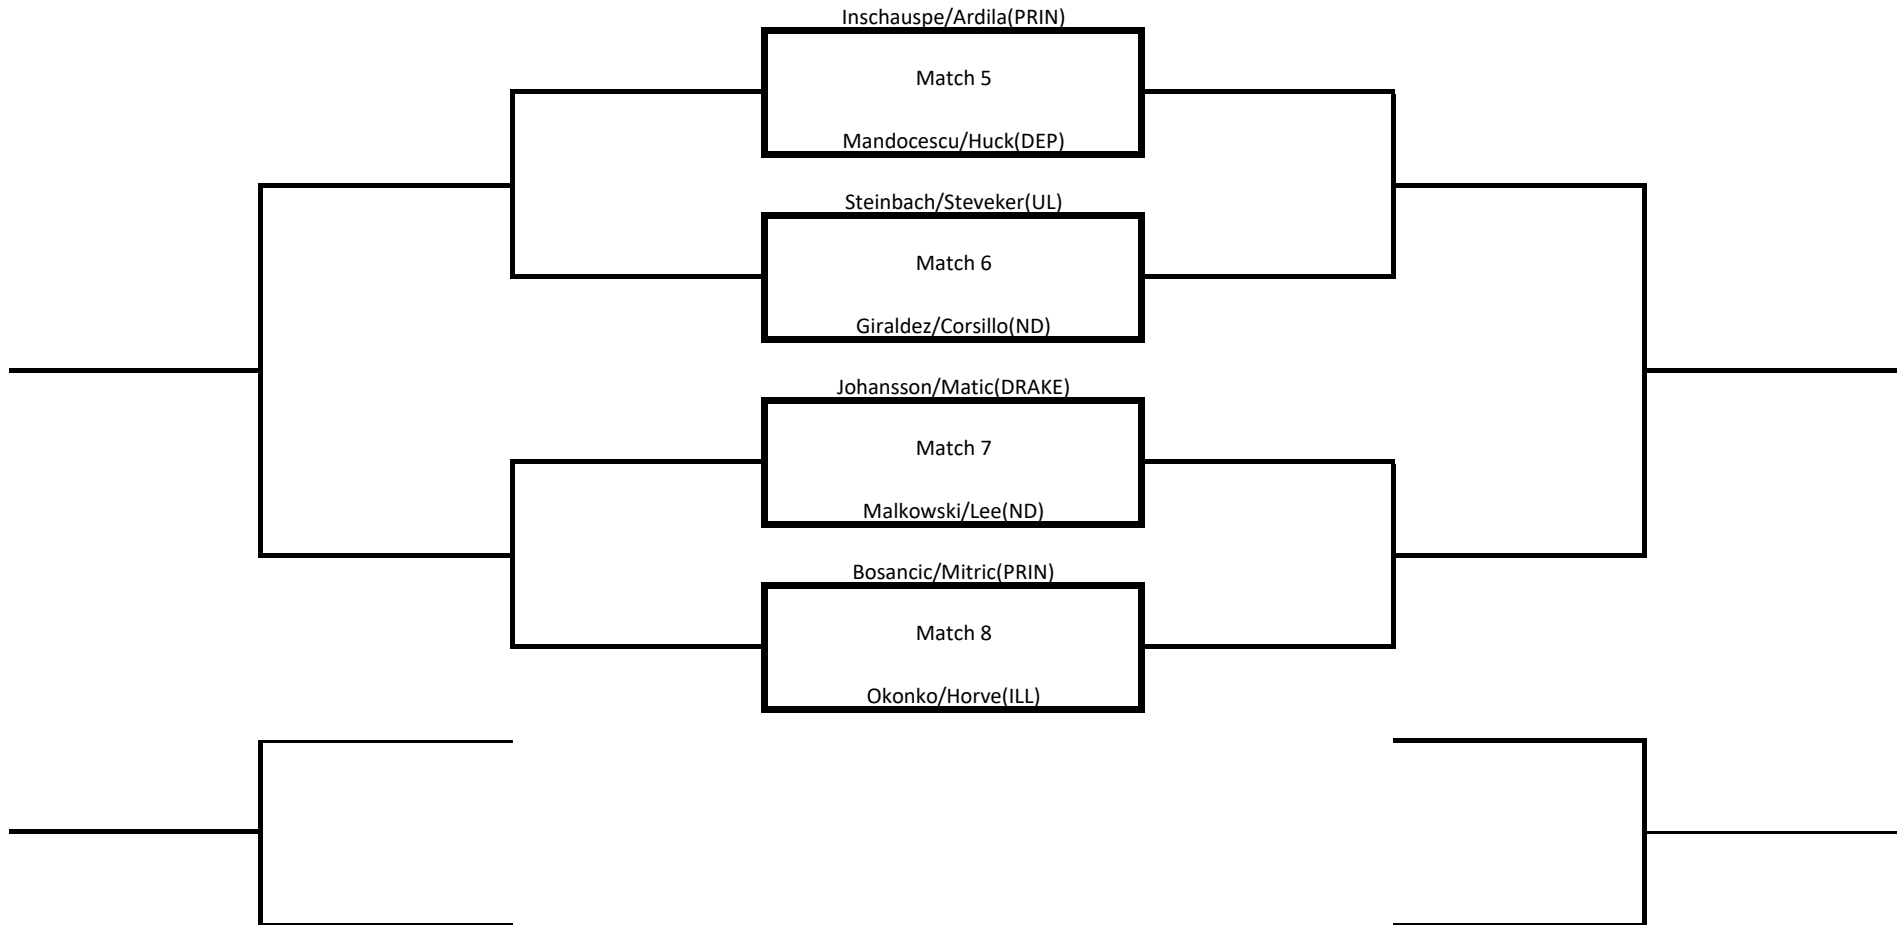 Inschauspe/Ardila(PRIN)
Match 5
Mandocescu/Huck(DEP)
Steinbach/Steveker(UL)
Match 6
Giraldez/Corsillo(ND)
Johansson/Matic(DRAKE)
Match 7
Malkowski/Lee(ND)
Bosancic/Mitric(PRIN)
Match 8
Okonko/Horve(ILL)